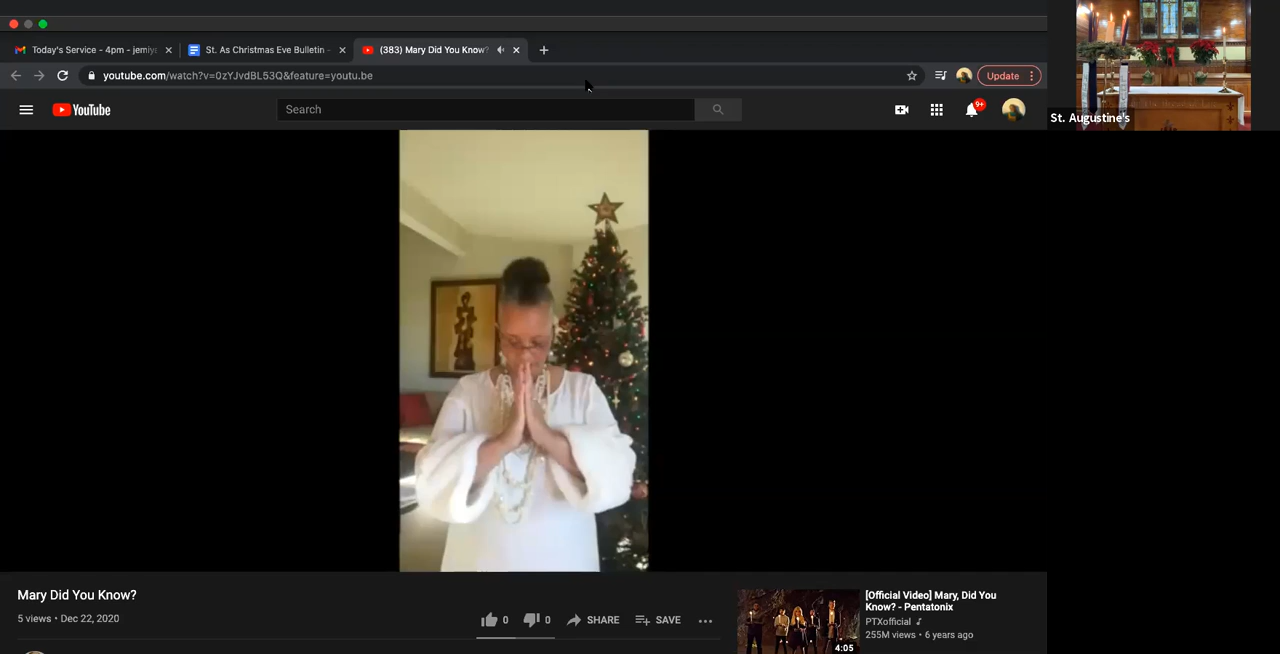 Today's Service - 4pm - jemiy
St. As Christmas Eve Bulletin -
(383) Mary Did You Know?
youtube.com/watch?v=0zYJvdBL53Q&feature=youtu.be
Update
YouTube
Search
9+
St. Augustine's
Mary Did You Know?
5 views • Dec 22, 2020
0
0
SHARE
SAVE
[Official Video] Mary, Did You
Know? - Pentatonix
PTXofficial
255M views • 6 years ago
4:05